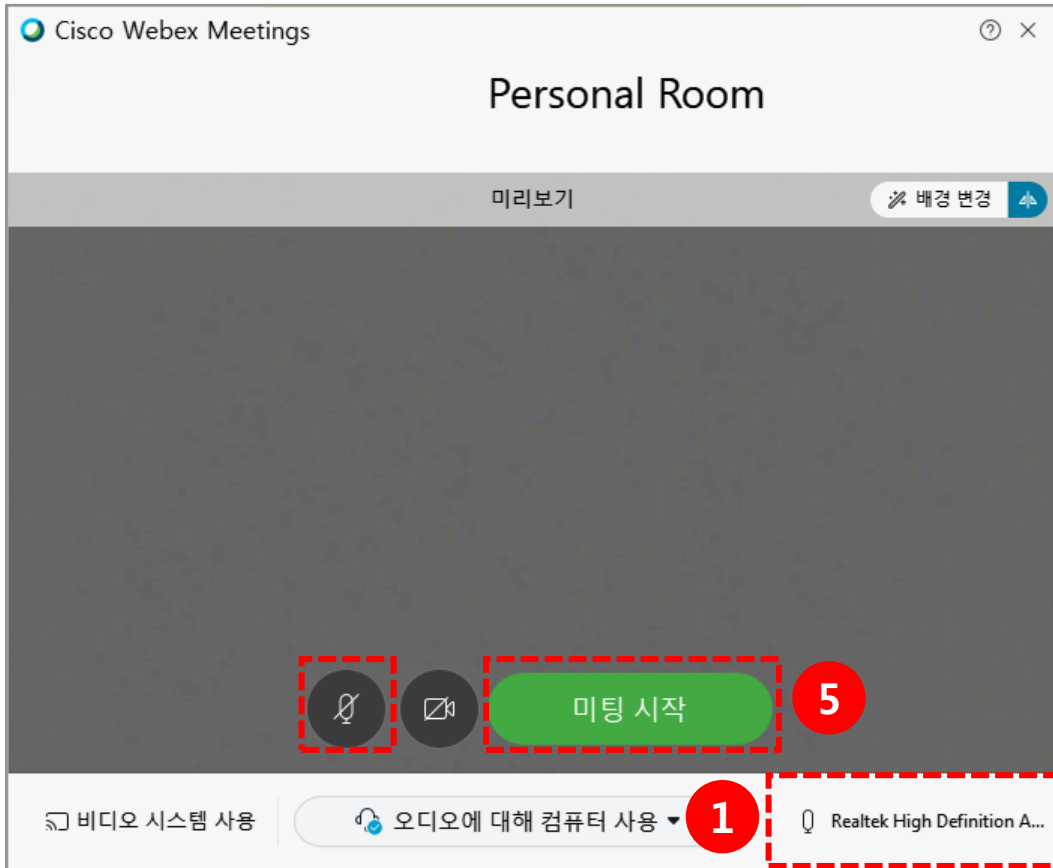 Cisco Webex Meetings
Personal Room
미리보기
배경 변경
미팅 시작
5
비디오 시스템 사용
오디오에 대해 컴퓨터 사용
1
Realtek High Definition A...